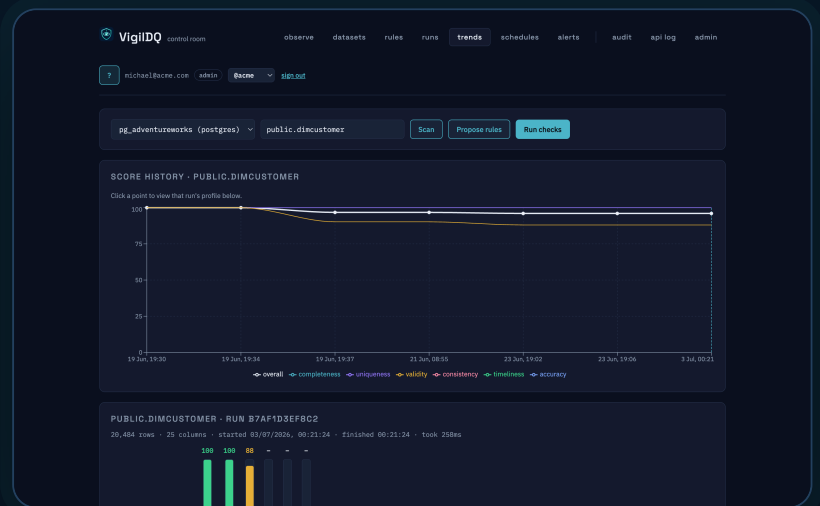 VigilDQ control room observe datasets rules runs trends schedules alerts audit api log admin
? michael@acme.com admin @acme sign out
pg_adventureworks (postgres) public.dimcustomer Scan Propose rules Run checks
SCORE HISTORY · PUBLIC.DIMCUSTOMER
Click a point to view that run's profile below.
100
75
50
25
0
19 Jun, 19:30 19 Jun, 19:34 19 Jun, 19:37 21 Jun, 08:55 23 Jun, 19:02 23 Jun, 19:06 3 Jul, 00:21
overall completeness uniqueness validity consistency timeliness accuracy
PUBLIC.DIMCUSTOMER · RUN B7AF1D3EF8C2
20,484 rows · 25 columns · started 03/07/2026, 00:21:24 · finished 00:21:24 · took 258ms
100 100 88 – – –